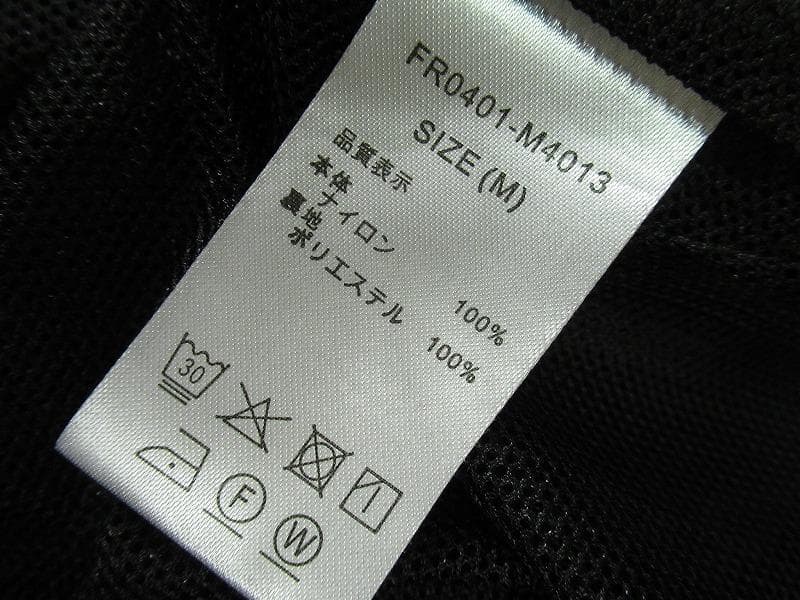 FR0401-M4013
SIZE (M)
品質表示
本体
ナイロン 100%
裏地
ポリエステル 100%
30
F
W